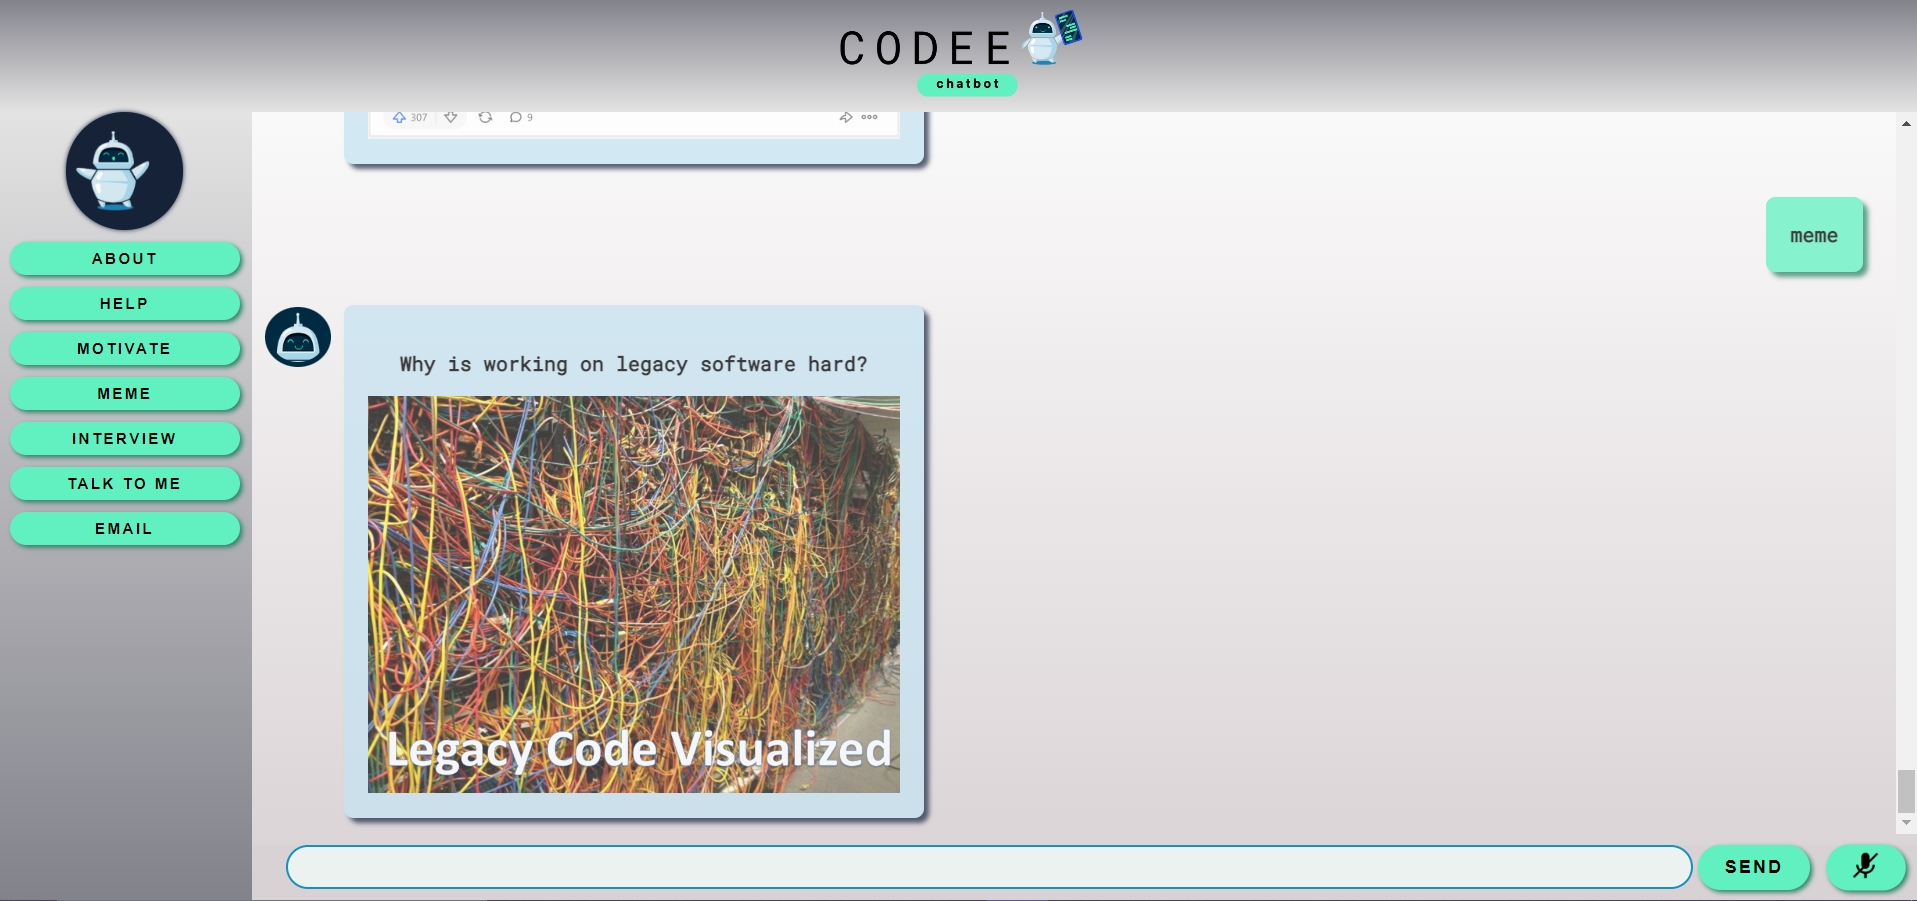 CODEE
chatbot
ABOUT
HELP
MOTIVATE
MEME
INTERVIEW
TALK TO ME
EMAIL
307
9
meme
Why is working on legacy software hard?
Legacy Code Visualized
SEND